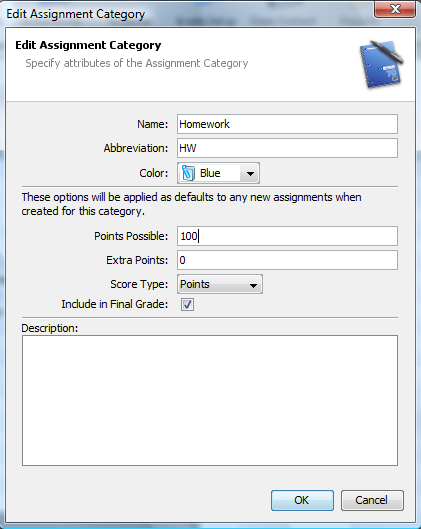 Edit Assignment Category
Edit Assignment Category
Specify attributes of the Assignment Category
Name: Homework
Abbreviation: HW
Color: Blue
These options will be applied as defaults to any new assignments when
created for this category.
Points Possible: 100
Extra Points: 0
Score Type: Points
Include in Final Grade:
Description:
OK Cancel